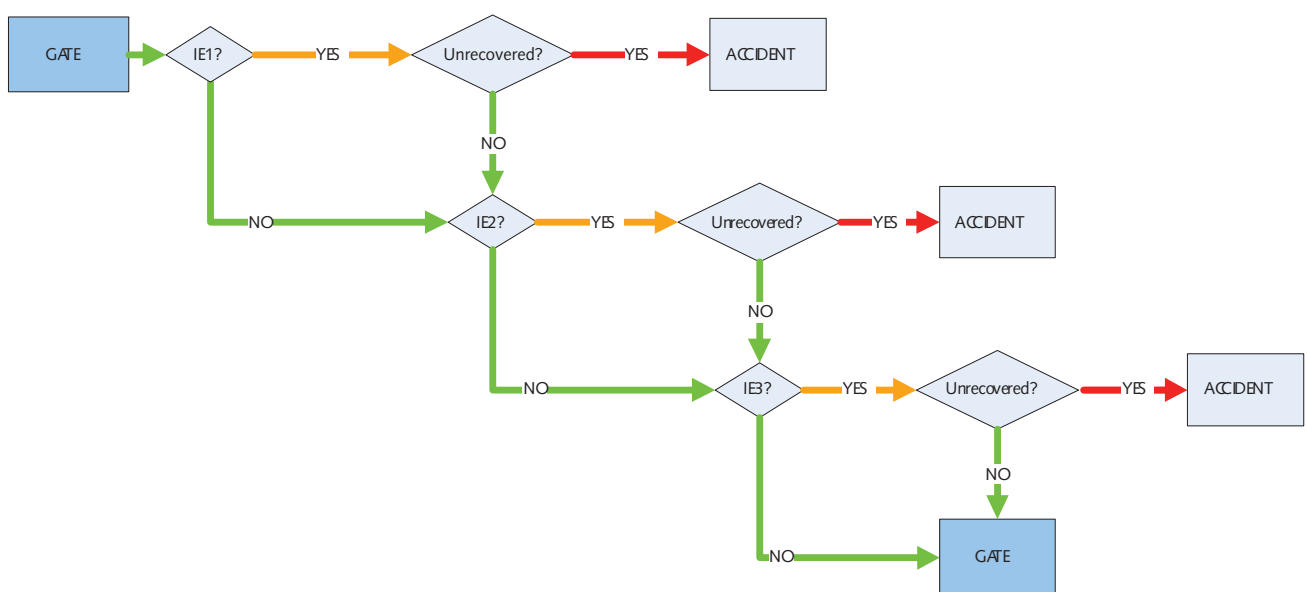 GATE
IE1?
YES
Unrecovered?
YES
ACCIDENT
NO
NO
IE2?
YES
Unrecovered?
YES
ACCIDENT
NO
NO
IE3?
YES
Unrecovered?
YES
ACCIDENT
NO
NO
GATE